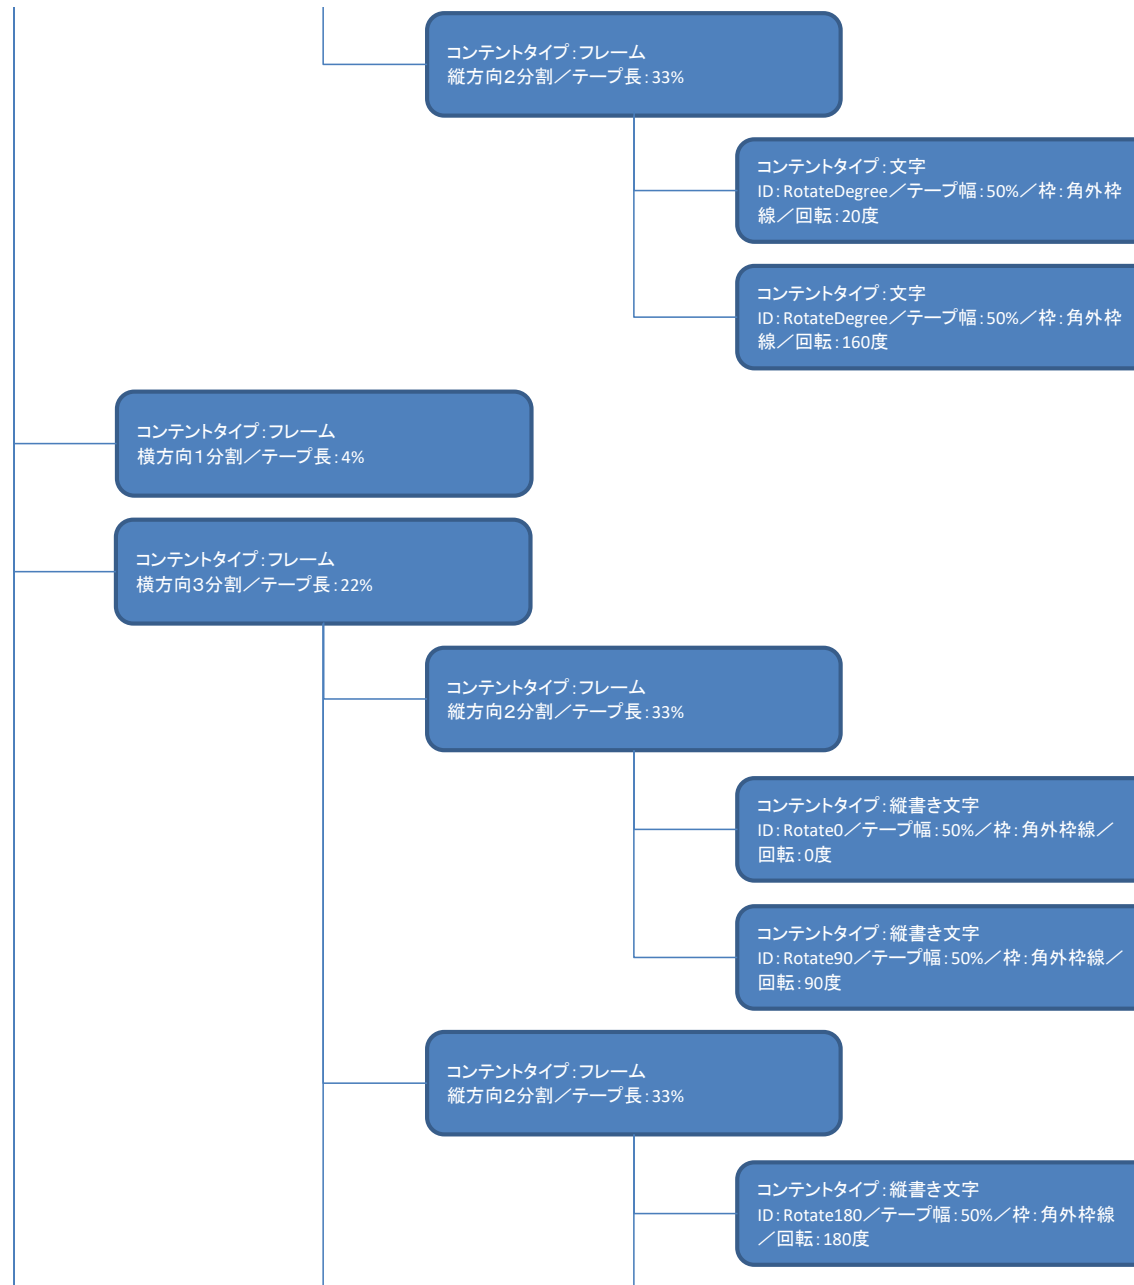 コンテントタイプ：フレーム
縦方向２分割／テープ長：33%
コンテントタイプ：文字
ID：RotateDegree／テープ幅：50%／枠：角外枠
線／回転：20度
コンテントタイプ：文字
ID：RotateDegree／テープ幅：50%／枠：角外枠
線／回転：160度
コンテントタイプ：フレーム
横方向１分割／テープ長：4%
コンテントタイプ：フレーム
横方向３分割／テープ長：22%
コンテントタイプ：フレーム
縦方向２分割／テープ長：33%
コンテントタイプ：縦書き文字
ID：Rotate0／テープ幅：50%／枠：角外枠線／
回転：0度
コンテントタイプ：縦書き文字
ID：Rotate90／テープ幅：50%／枠：角外枠線／
回転：90度
コンテントタイプ：フレーム
縦方向２分割／テープ長：33%
コンテントタイプ：縦書き文字
ID：Rotate180／テープ幅：50%／枠：角外枠線
／回転：180度